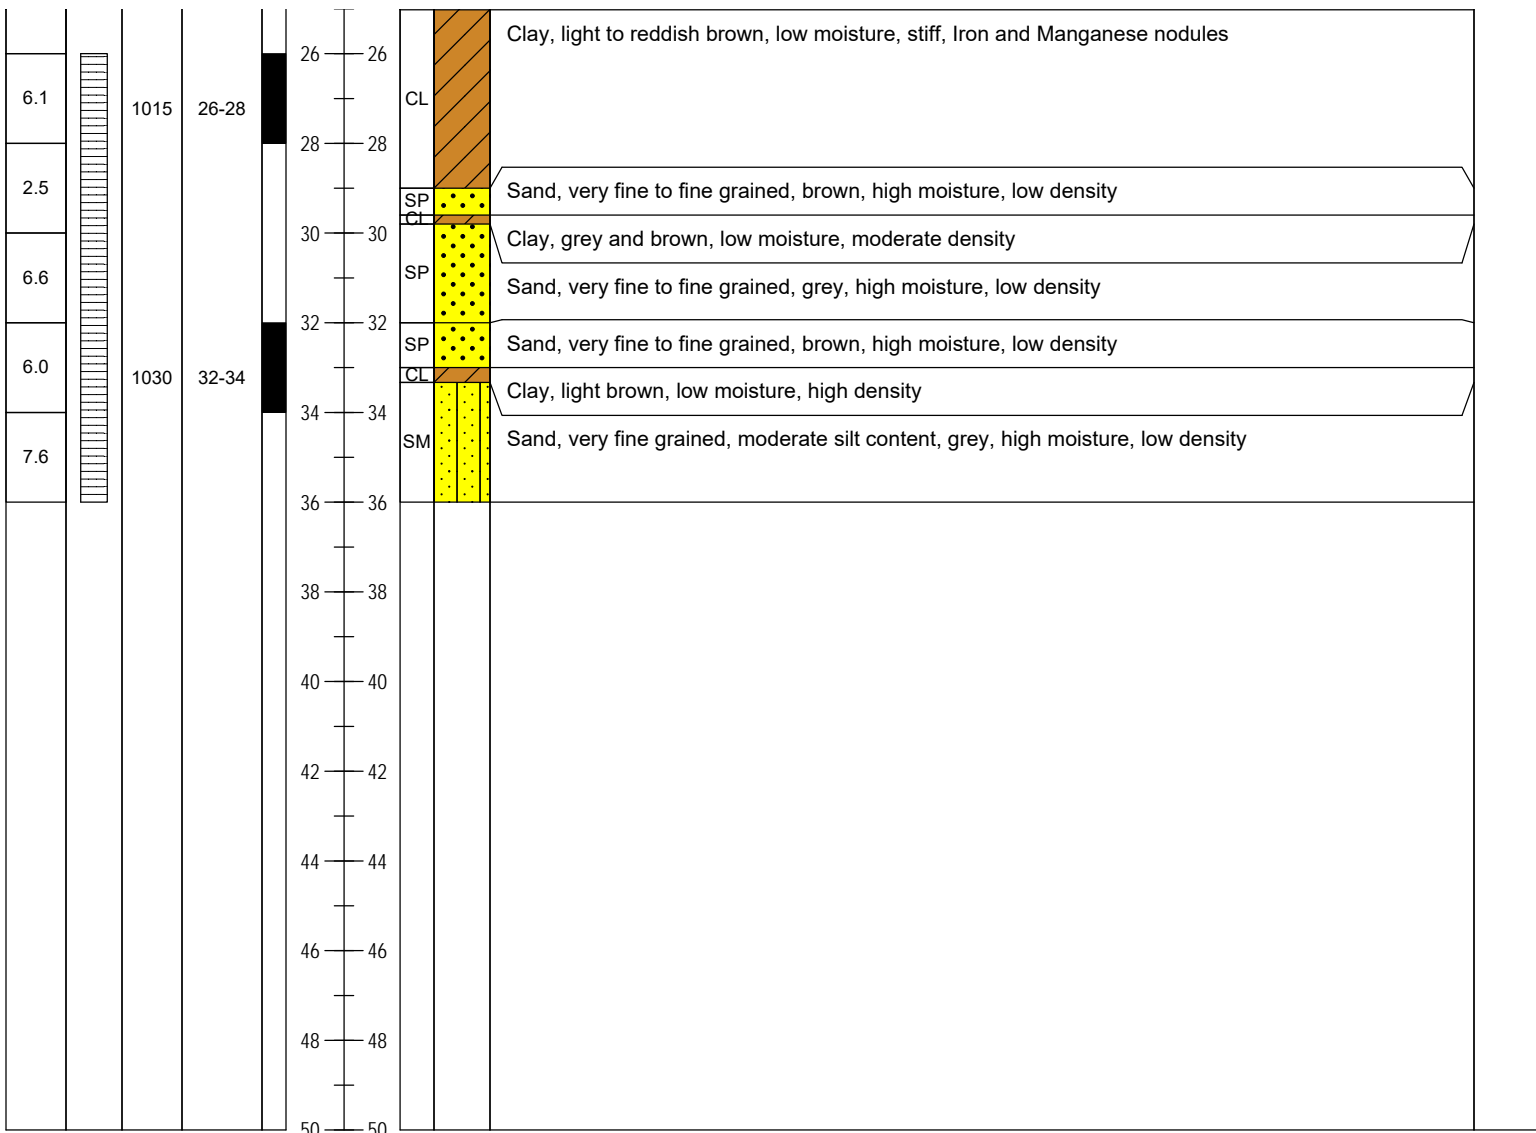 Clay, light to reddish brown, low moisture, stiff, Iron and Manganese nodules
26 26
6.1 1015 26-28 CL
28 28
2.5 SP Sand, very fine to fine grained, brown, high moisture, low density
CL
30 30 Clay, grey and brown, low moisture, moderate density
6.6 SP Sand, very fine to fine grained, grey, high moisture, low density
32 32
SP Sand, very fine to fine grained, brown, high moisture, low density
6.0 1030 32-34 CL
Clay, light brown, low moisture, high density
34 34
7.6 SM Sand, very fine grained, moderate silt content, grey, high moisture, low density
36 36
38 38
40 40
42 42
44 44
46 46
48 48
50 50